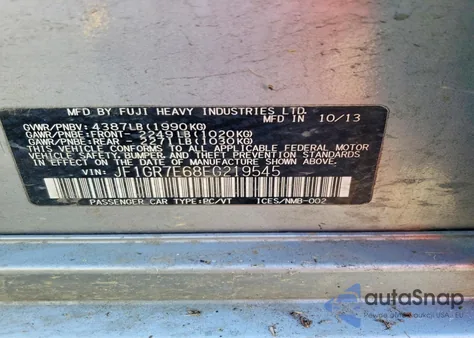 MFD BY FUJI HEAVY INDUSTRIES LTD.
MFD IN 10/13
GVWR/PNBV: 4387LB(1990KG)
GAWR/PNBE:FRONT- 2249LB(1020KG)
GAWR/PNBE:REAR - 2271LB(1030KG)
THIS VEHICLE CONFORMS TO ALL APPLICABLE FEDERAL MOTOR
VEHICLE SAFETY, BUMPER, AND THEFT PREVENTION STANDARDS
IN EFFECT ON THE DATE OF MANUFACTURE SHOWN ABOVE.
VIN: JF1GR7E68EG219545
PASSENGER CAR TYPE:PC/VT ICES/NMB-002
autoSnap
USA - EU